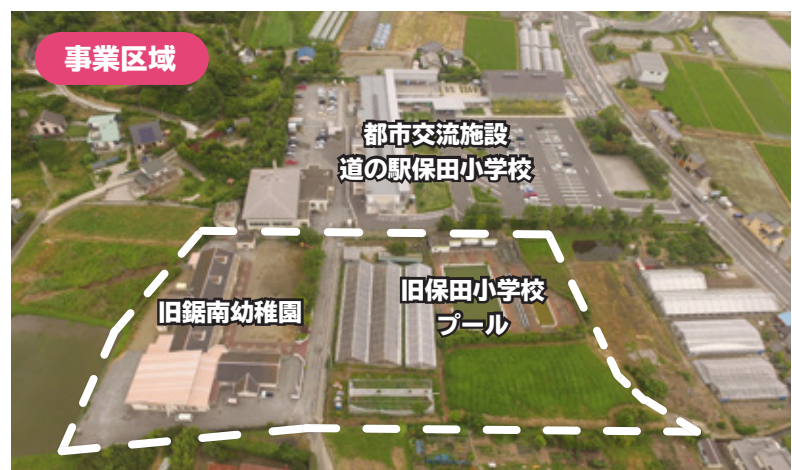 事業区域
都市交流施設
道の駅保田小学校
旧鋸南幼稚園
旧保田小学校
プール